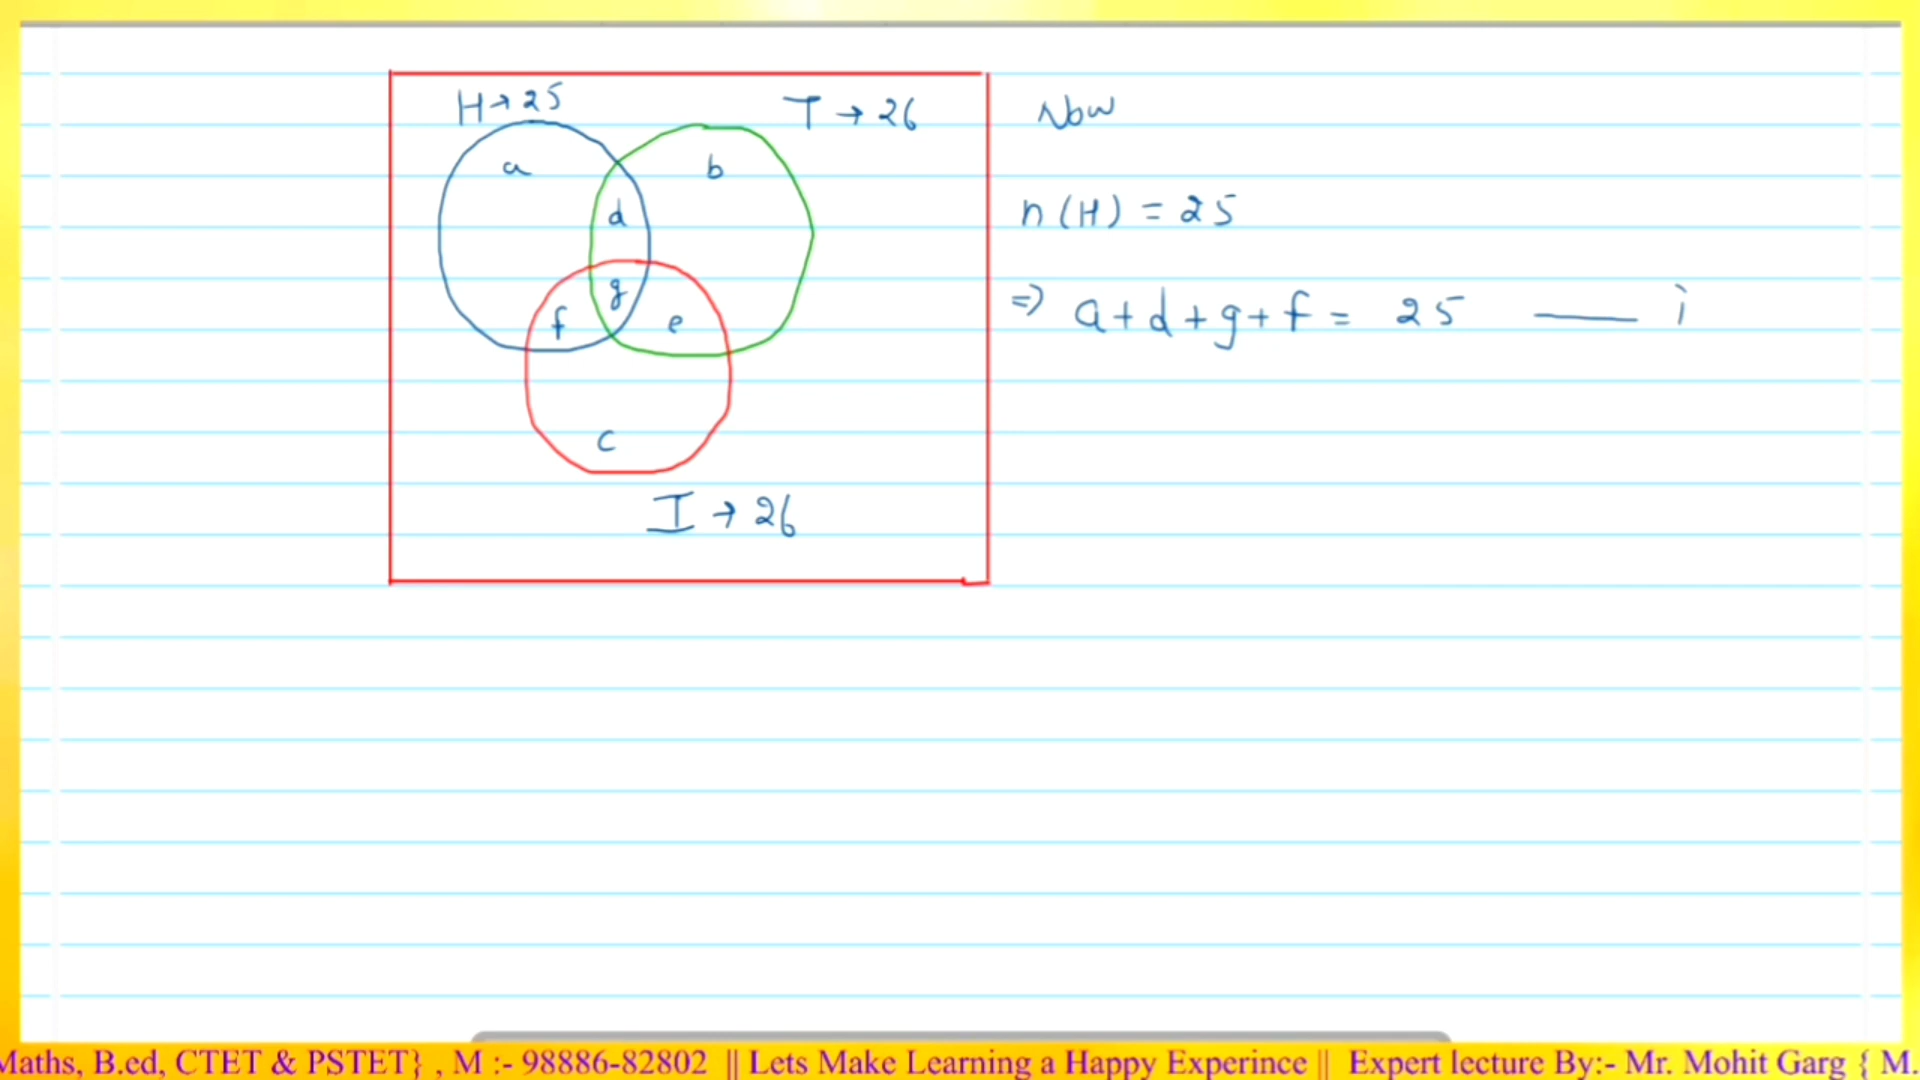 H → 25
T → 26
a
b
d
g
f
e
c
I → 26
Now
n (H) = 25
⇒ a + d + g + f = 25 —— i
Maths, B.ed, CTET & PSTET} , M :- 98886-82802 || Lets Make Learning a Happy Experince || Expert lecture By:- Mr. Mohit Garg { M.